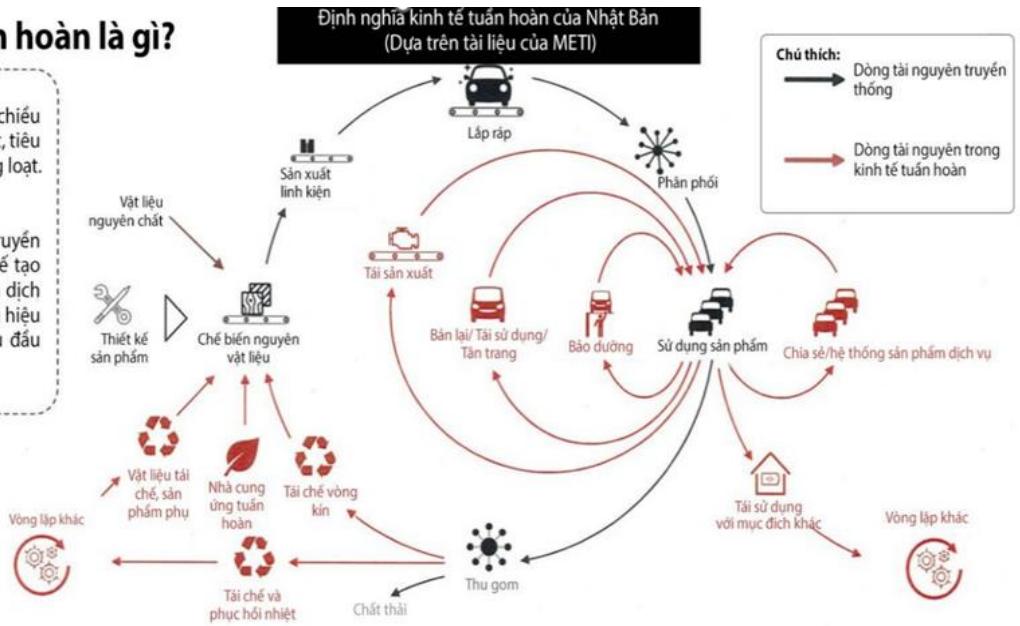 n hoàn là gì?
Định nghĩa kinh tế tuần hoàn của Nhật Bản
(Dựa trên tài liệu của METI)
Chú thích:
Dòng tài nguyên truyền
thống
Dòng tài nguyên trong
kinh tế tuần hoàn
chiều
, tiêu
g loạt.
ruyền
ế tạo
dịch
hiệu
đầu
Lắp ráp
Sản xuất
linh kiện
Phân phối
Vật liệu
nguyên chất
Tái sản xuất
Thiết kế
sản phẩm
Chế biến nguyên
vật liệu
Bán lại/ Tái sử dụng/
Tân trang
Bảo dưỡng
Sử dụng sản phẩm
Chia sẻ/hệ thống sản phẩm dịch vụ
Vật liệu tái
chế, sản
phẩm phụ
Nhà cung
ứng tuần
hoàn
Tái chế vòng
kín
Tái sử dụng
với mục đích khác
Vòng lặp khác
Vòng lặp khác
Thu gom
Tái chế và
phục hồi nhiệt
Chất thải